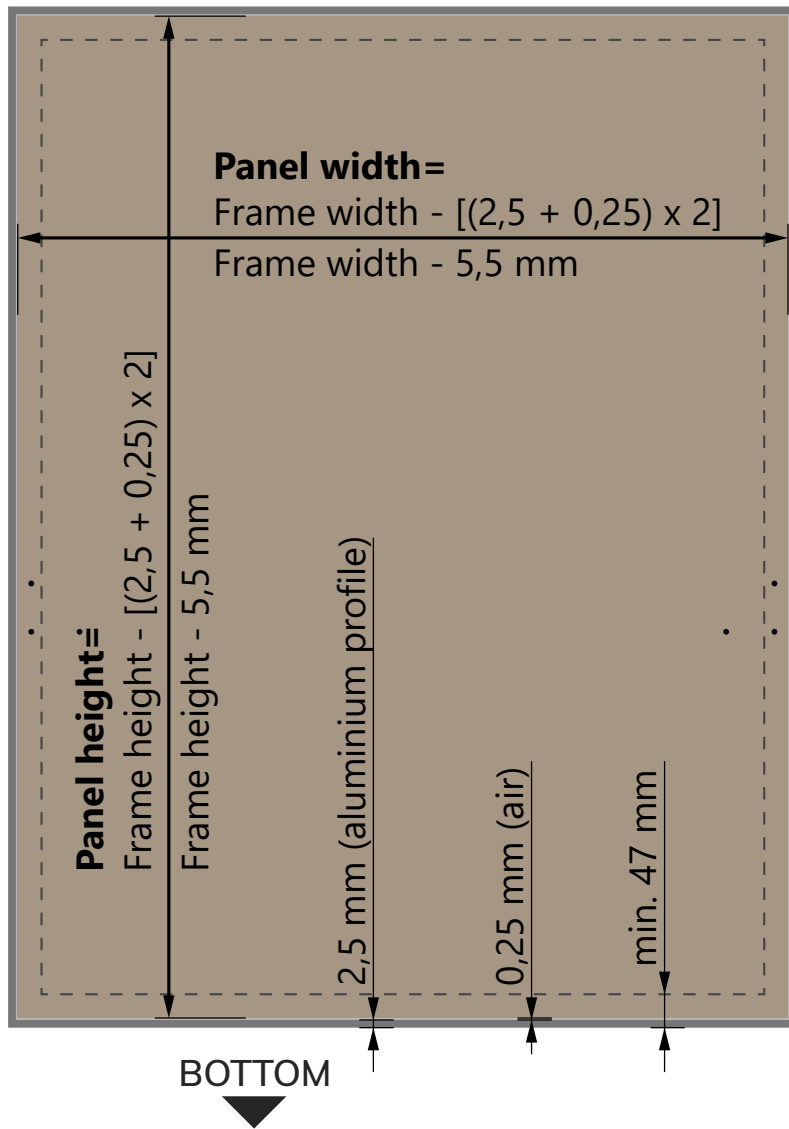 Panel width=
Frame width - [(2,5 + 0,25) x 2]
Frame width - 5,5 mm
Panel height=
Frame height - [(2,5 + 0,25) x 2]
Frame height - 5,5 mm
2,5 mm (aluminium profile)
0,25 mm (air)
min. 47 mm
BOTTOM